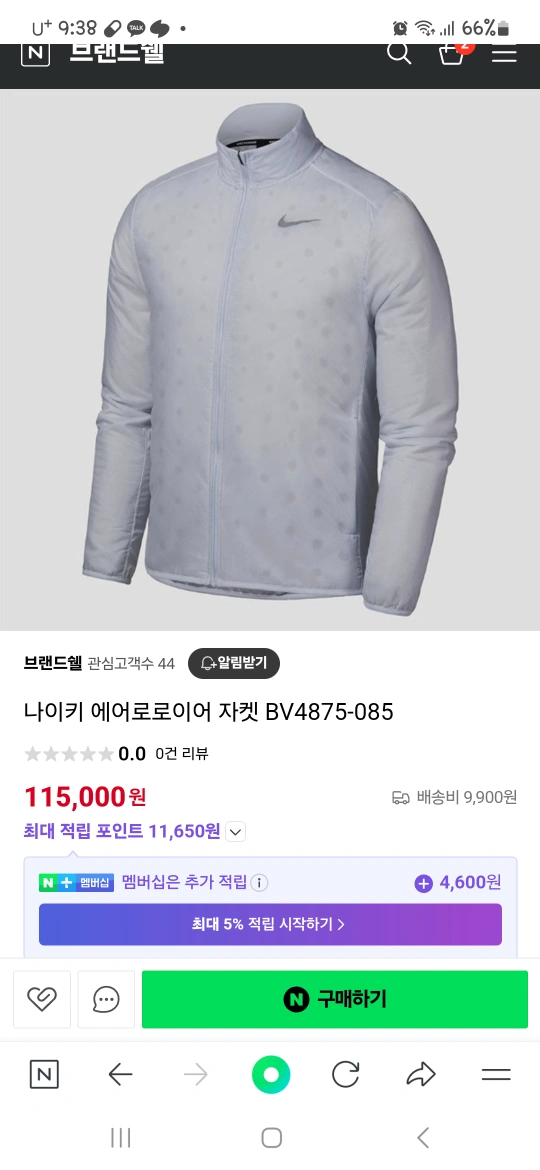 U+ 9:38 TALK 66%
N 브랜드쉘 2
브랜드쉘 관심고객수 44 알림받기
나이키 에어로로이어 자켓 BV4875-085
0.0 0건 리뷰
115,000원 배송비 9,900원
최대 적립 포인트 11,650원
N + 멤버십 멤버십은 추가 적립 4,600원
최대 5% 적립 시작하기 >
N 구매하기
N